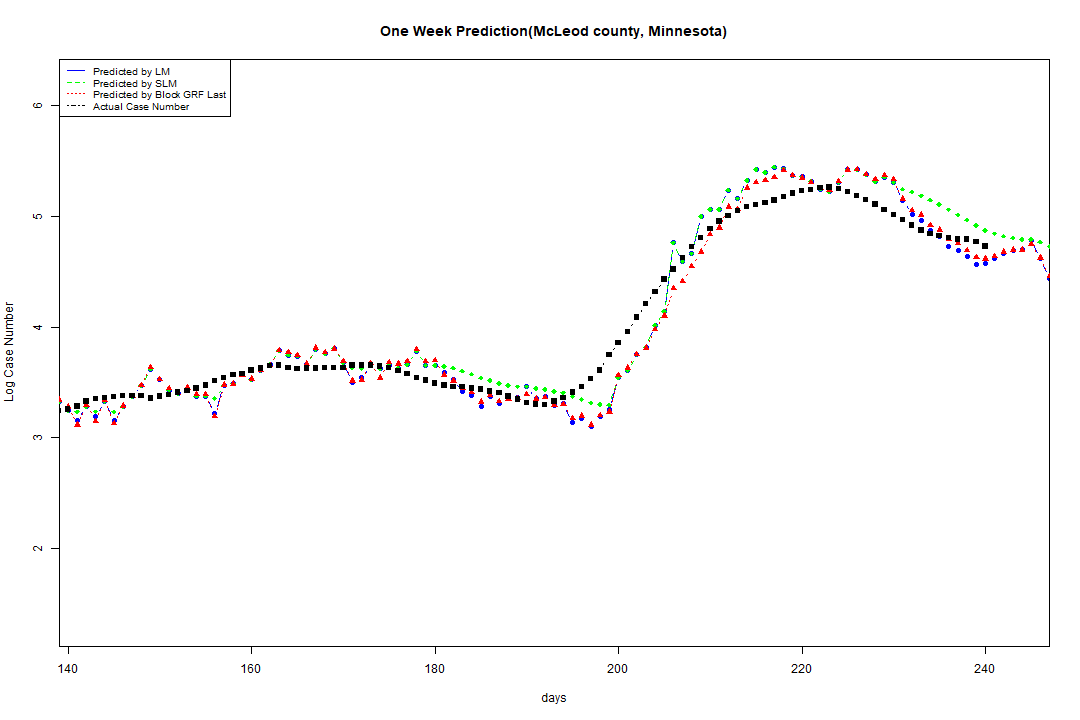 One Week Prediction(McLeod county, Minnesota)
Predicted by LM
Predicted by SLM
Predicted by Block GRF Last
Actual Case Number
6
5
4
3
2
Log Case Number
140 160 180 200 220 240
days